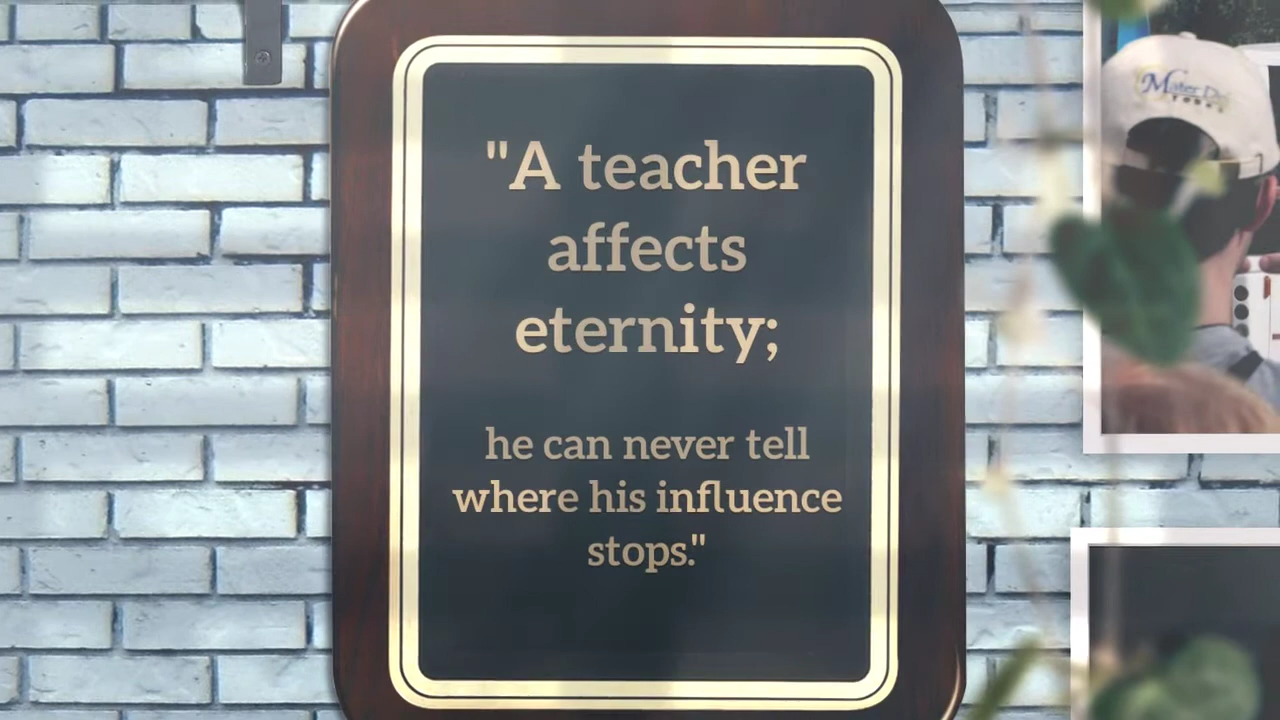 "A teacher
affects
eternity;
he can never tell
where his influence
stops."